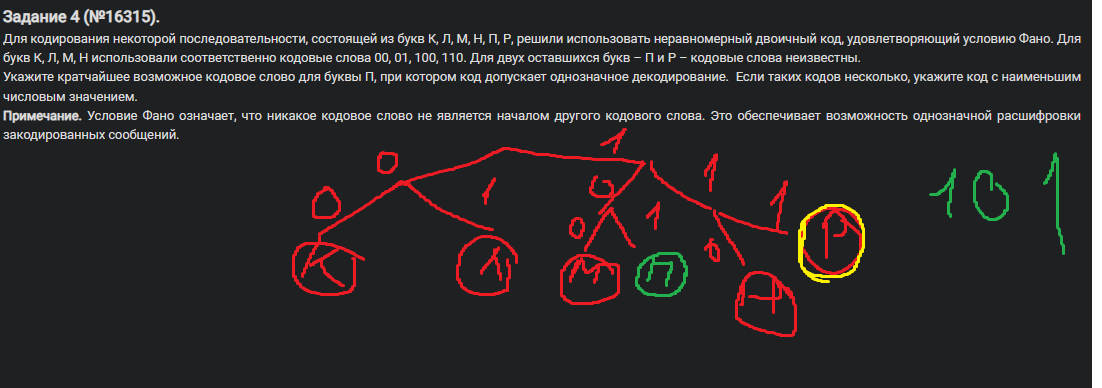 Задание 4 (№16315).
Для кодирования некоторой последовательности, состоящей из букв К, Л, М, Н, П, Р, решили использовать неравномерный двоичный код, удовлетворяющий условию Фано. Для
букв К, Л, М, Н использовали соответственно кодовые слова 00, 01, 100, 110. Для двух оставшихся букв – П и Р – кодовые слова неизвестны.
Укажите кратчайшее возможное кодовое слово для буквы П, при котором код допускает однозначное декодирование. Если таких кодов несколько, укажите код с наименьшим
числовым значением.
Примечание. Условие Фано означает, что никакое кодовое слово не является началом другого кодового слова. Это обеспечивает возможность однозначной расшифровки
закодированных сообщений.
0 1
0 1 0 1 1
0 1 0
101
К Л М П Н Р